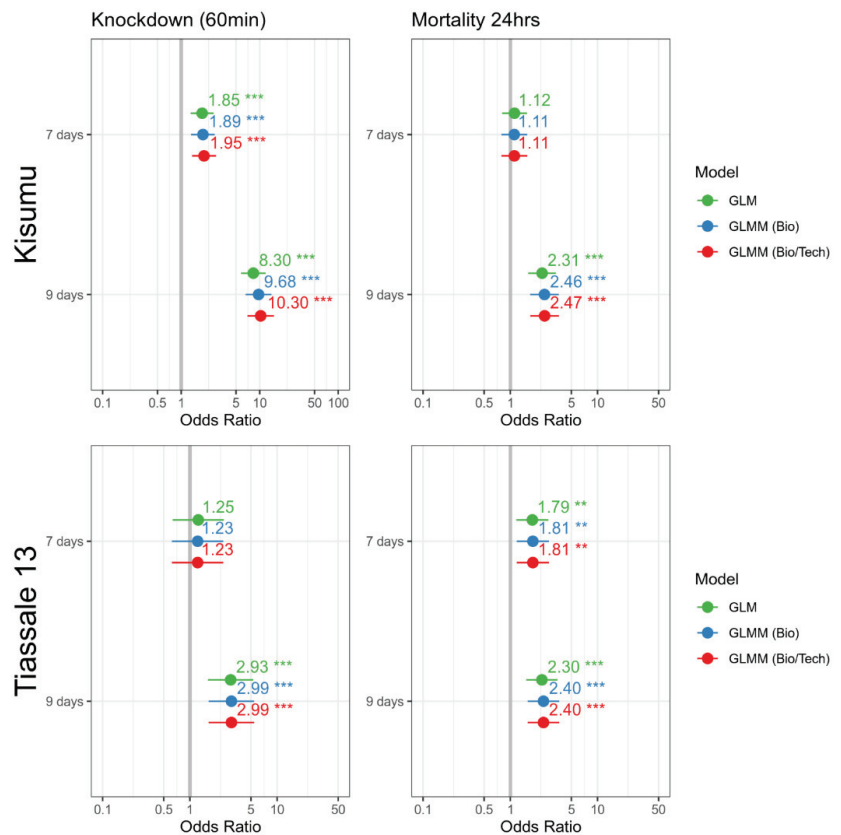 Knockdown (60min)
Mortality 24hrs
Kisumu
7 days
1.85 ***
1.89 ***
1.95 ***
9 days
8.30 ***
9.68 ***
10.30 ***
0.1 0.5 1 5 10 50 100
Odds Ratio
7 days
1.12
1.11
1.11
9 days
2.31 ***
2.46 ***
2.47 ***
0.1 1 5 10 50
Odds Ratio
Model
GLM
GLMM (Bio)
GLMM (Bio/Tech)
Tiassale 13
7 days
1.25
1.23
1.23
9 days
2.93 ***
2.99 ***
2.99 ***
0.1 1 5 10 50
Odds Ratio
7 days
1.79 **
1.81 **
1.81 **
9 days
2.30 ***
2.40 ***
2.40 ***
0.1 1 5 10 50
Odds Ratio
Model
GLM
GLMM (Bio)
GLMM (Bio/Tech)